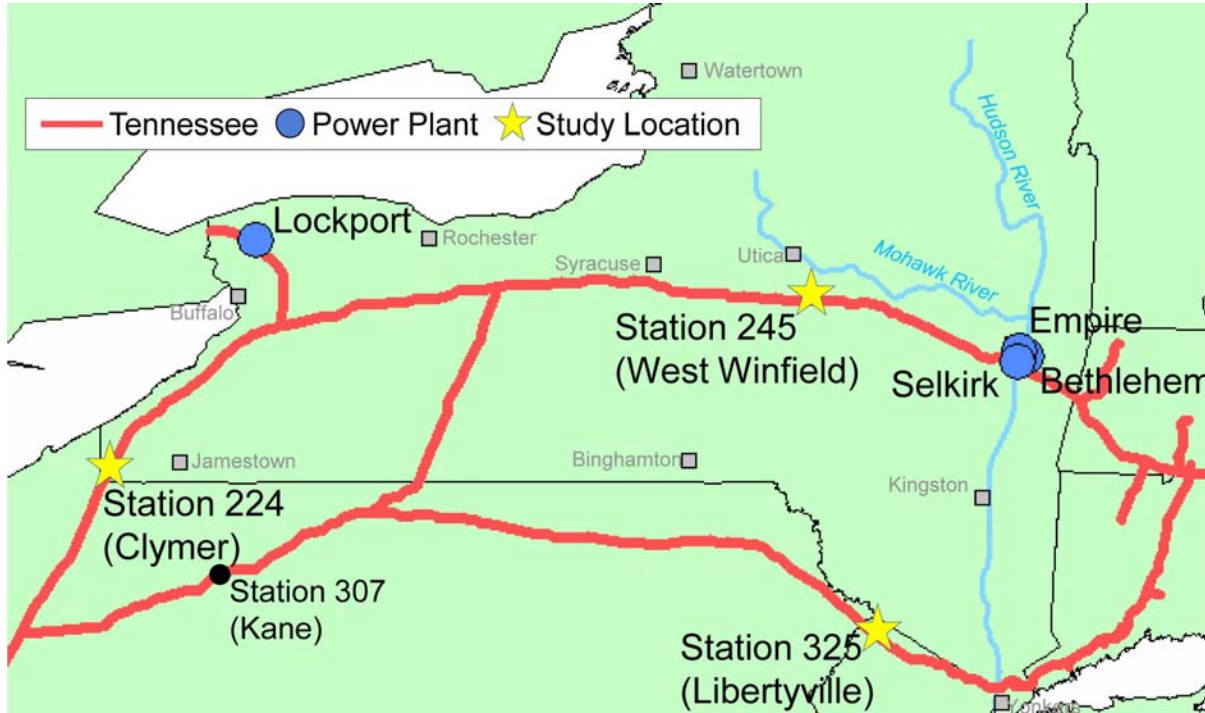 Watertown
Tennessee
Power Plant
Study Location
Hudson River
Lockport
Rochester
Syracuse
Utica
Mohawk River
Buffalo
Station 245
(West Winfield)
Empire
Selkirk
Bethlehem
Jamestown
Binghamton
Kingston
Station 224
(Clymer)
Station 307
(Kane)
Station 325
(Libertyville)
Yonkers